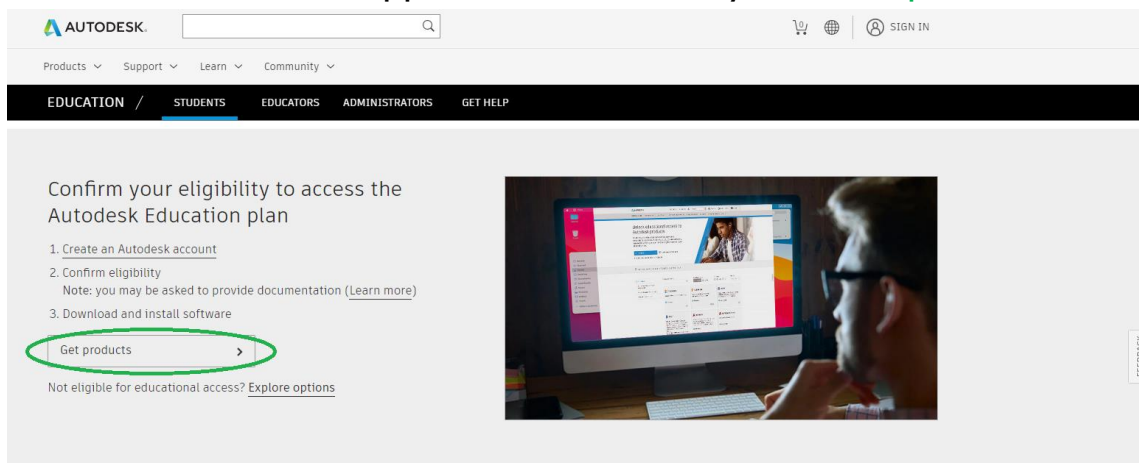 AUTODESK.
0
SIGN IN
Products Support Learn Community
EDUCATION / STUDENTS EDUCATORS ADMINISTRATORS GET HELP
Confirm your eligibility to access the
Autodesk Education plan
1. Create an Autodesk account
2. Confirm eligibility
Note: you may be asked to provide documentation (Learn more)
3. Download and install software
Get products
Not eligible for educational access? Explore options